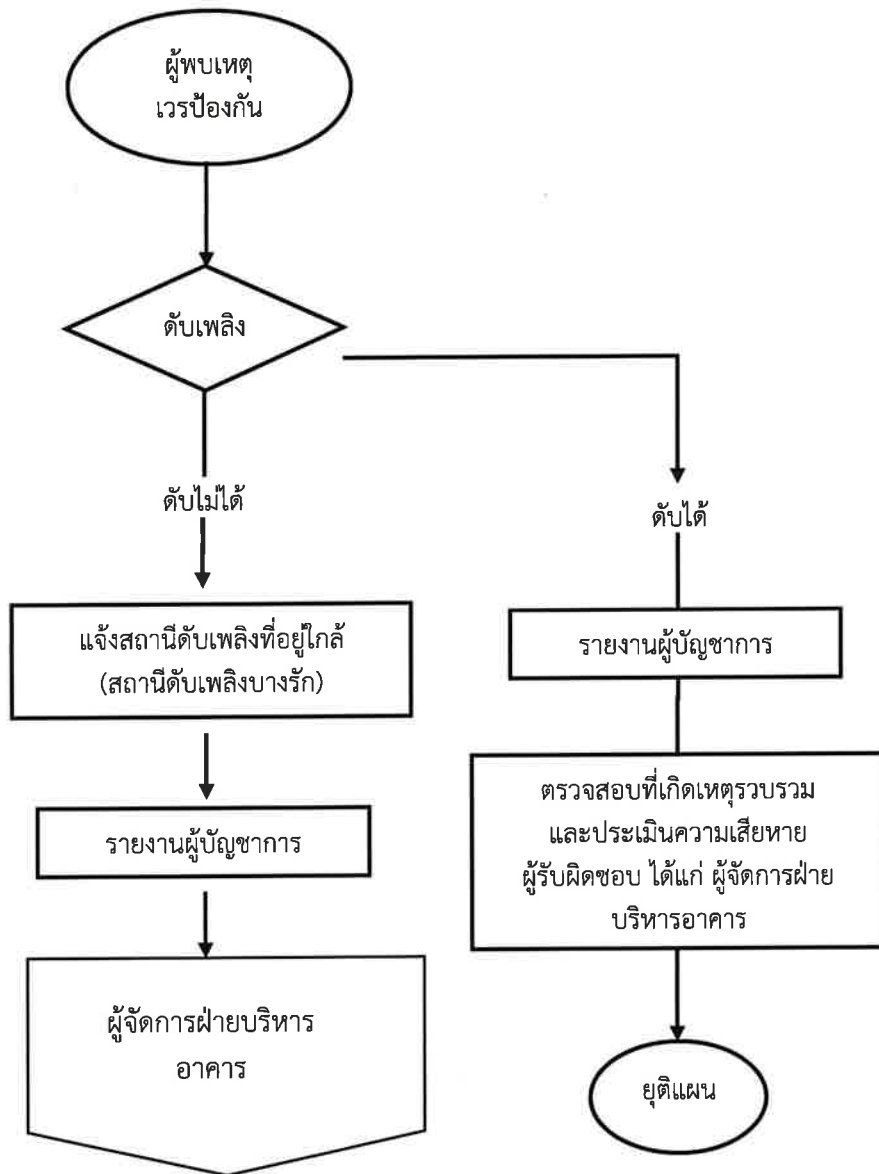 ผู้พบเหตุ
เวรป้องกัน
ดับเพลิง
ดับไม่ได้
ดับได้
แจ้งสถานีดับเพลิงที่อยู่ใกล้
(สถานีดับเพลิงบางรัก)
รายงานผู้บัญชาการ
รายงานผู้บัญชาการ
ตรวจสอบที่เกิดเหตุรวบรวม
และประเมินความเสียหาย
ผู้รับผิดชอบ ได้แก่ ผู้จัดการฝ่าย
บริหารอาคาร
ผู้จัดการฝ่ายบริหาร
อาคาร
ยุติแผน